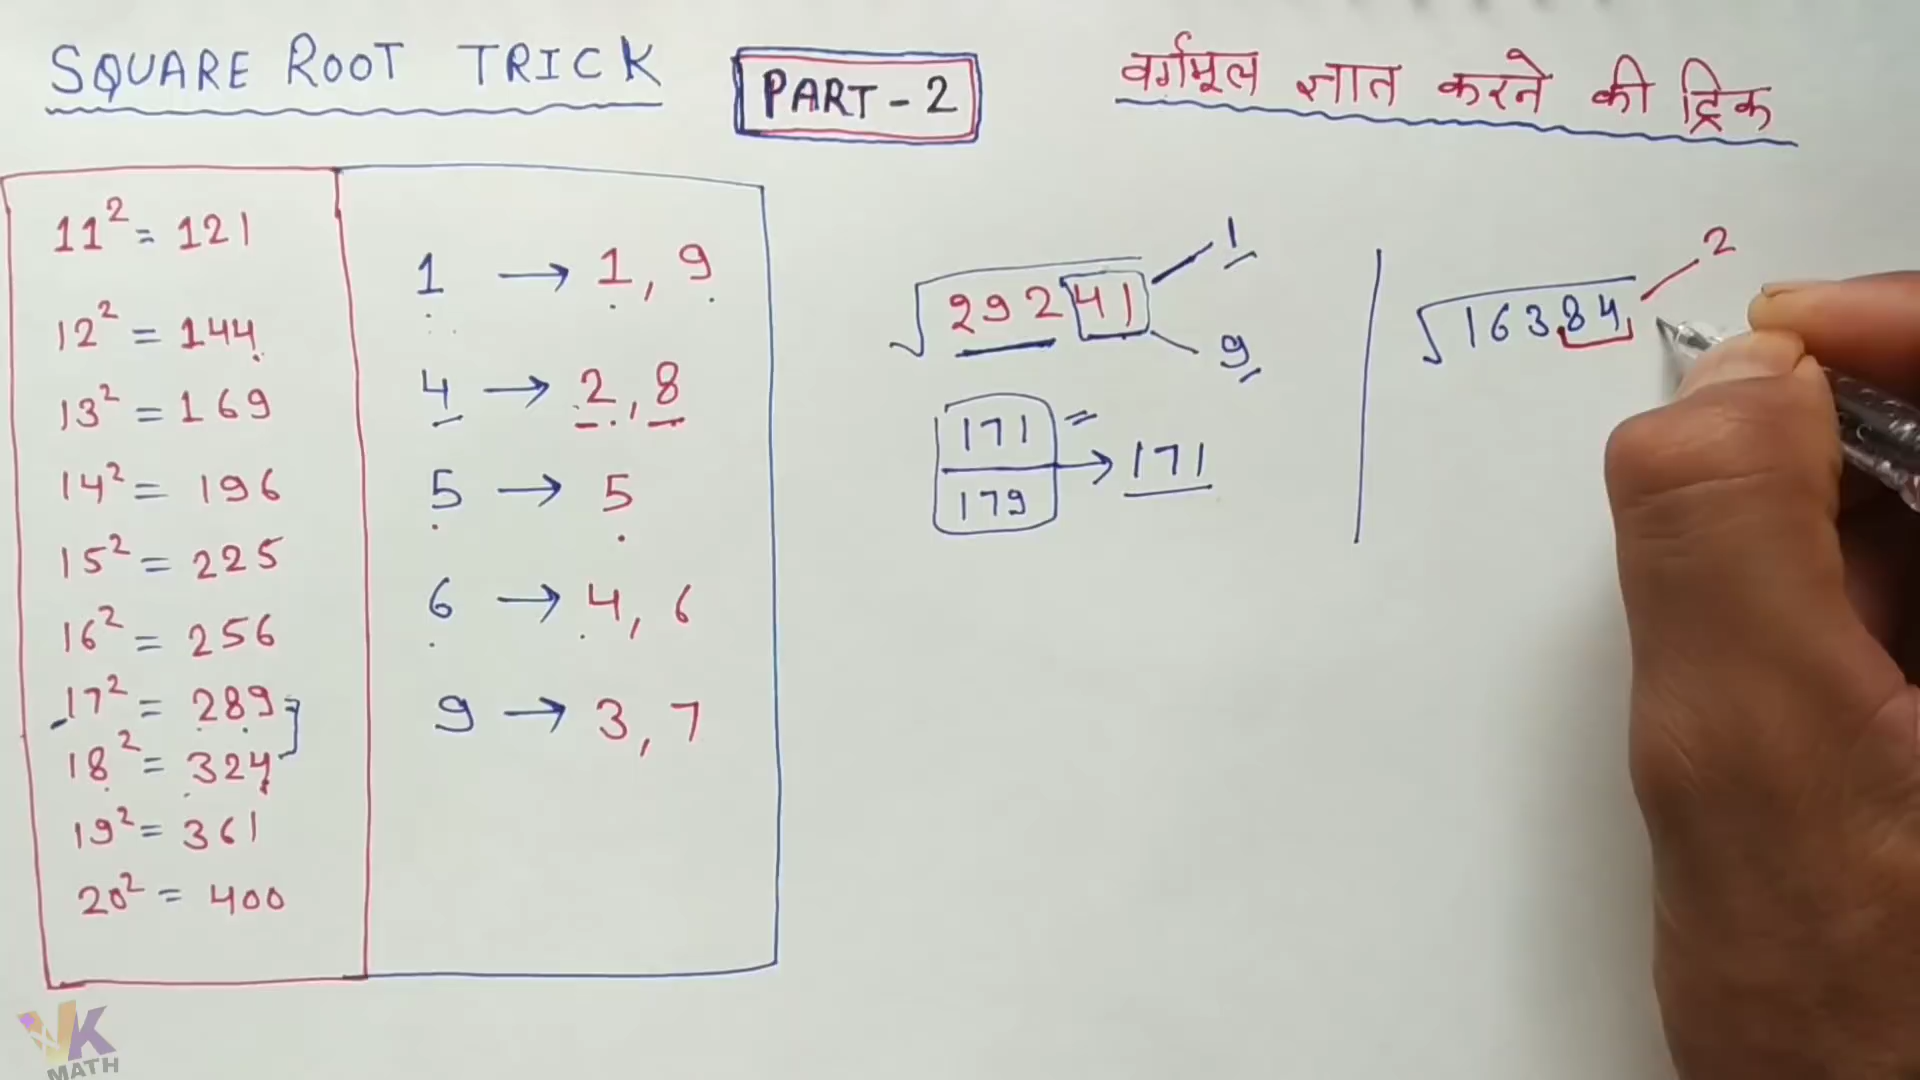 SQUARE ROOT TRICK
PART-2
वर्गमूल ज्ञात करने की ट्रिक
11² = 121
12² = 144
13² = 169
14² = 196
15² = 225
16² = 256
17² = 289
18² = 324
19² = 361
20² = 400
1 → 1, 9
4 → 2, 8
5 → 5
6 → 4, 6
9 → 3, 7
√29241
1
9
171 =
179
→ 171
√16384
2
VK
MATH